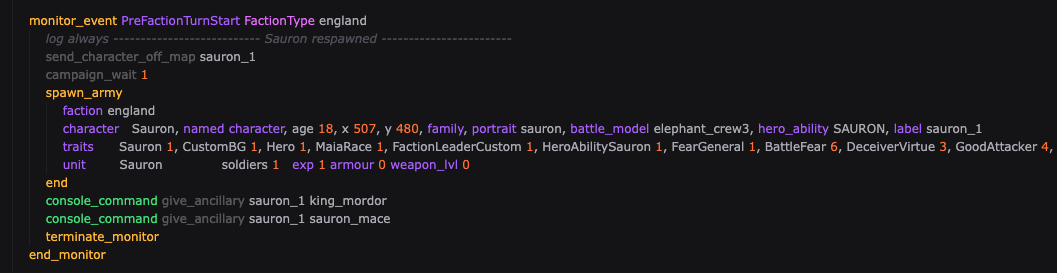 monitor_event PreFactionTurnStart FactionType england
log always --------------------------- Sauron respawned ------------------------
send_character_off_map sauron_1
campaign_wait 1
spawn_army
faction england
character Sauron, named character, age 18, x 507, y 480, family, portrait sauron, battle_model elephant_crew3, hero_ability SAURON, label sauron_1
traits Sauron 1, CustomBG 1, Hero 1, MaiaRace 1, FactionLeaderCustom 1, HeroAbilitySauron 1, FearGeneral 1, BattleFear 6, DeceiverVirtue 3, GoodAttacker 4,
unit Sauron soldiers 1 exp 1 armour 0 weapon_lvl 0
end
console_command give_ancillary sauron_1 king_mordor
console_command give_ancillary sauron_1 sauron_mace
terminate_monitor
end_monitor